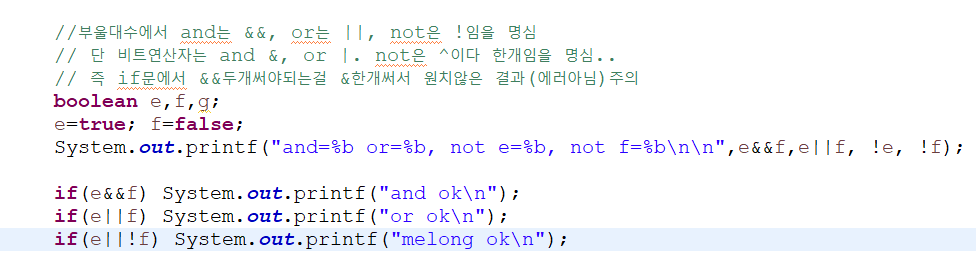 //부울대수에서 and는 &&, or는 ||, not은 !임을 명심
// 단 비트연산자는 and &, or |. not은 ^이다 한개임을 명심..
// 즉 if문에서 &&두개써야되는걸 &한개써서 원치않은 결과(에러아님)주의
boolean e,f,g;
e=true; f=false;
System.out.printf("and=%b or=%b, not e=%b, not f=%b\n\n",e&&f,e||f, !e, !f);
if(e&&f) System.out.printf("and ok\n");
if(e||f) System.out.printf("or ok\n");
if(e||!f) System.out.printf("melong ok\n");